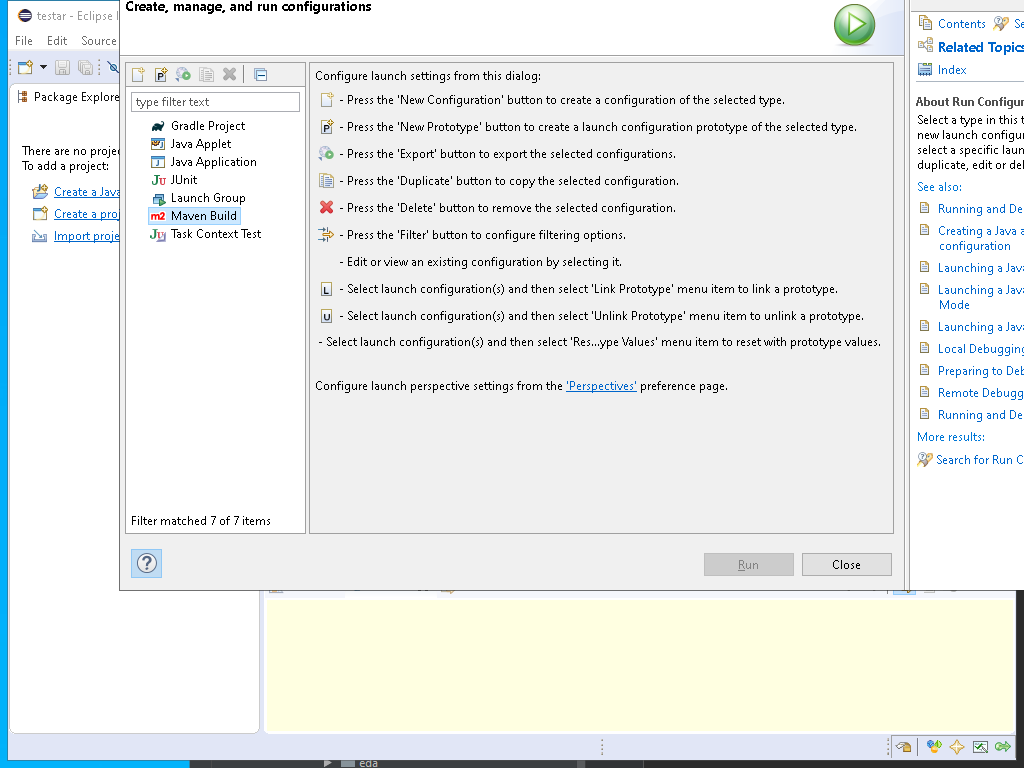 testar - Eclipse I
File Edit Source
Package Explore
There are no proje
To add a project:
Create a Java
Create a proj
Import proje
Create, manage, and run configurations
type filter text
Gradle Project
Java Applet
Java Application
JUnit
Launch Group
Maven Build
Task Context Test
Filter matched 7 of 7 items
Configure launch settings from this dialog:
- Press the 'New Configuration' button to create a configuration of the selected type.
- Press the 'New Prototype' button to create a launch configuration prototype of the selected type.
- Press the 'Export' button to export the selected configurations.
- Press the 'Duplicate' button to copy the selected configuration.
- Press the 'Delete' button to remove the selected configuration.
- Press the 'Filter' button to configure filtering options.
- Edit or view an existing configuration by selecting it.
- Select launch configuration(s) and then select 'Link Prototype' menu item to link a prototype.
- Select launch configuration(s) and then select 'Unlink Prototype' menu item to unlink a prototype.
- Select launch configuration(s) and then select 'Res...ype Values' menu item to reset with prototype values.
Configure launch perspective settings from the 'Perspectives' preference page.
Run Close
Contents Se
Related Topics
Index
About Run Configur
Select a type in this t
new launch configu
select a specific laun
duplicate, edit or del
See also:
Running and De
Creating a Java a
configuration
Launching a Java
Launching a Java
Mode
Launching a Java
Local Debugging
Preparing to Deb
Remote Debugg
Running and De
More results:
Search for Run C
eda